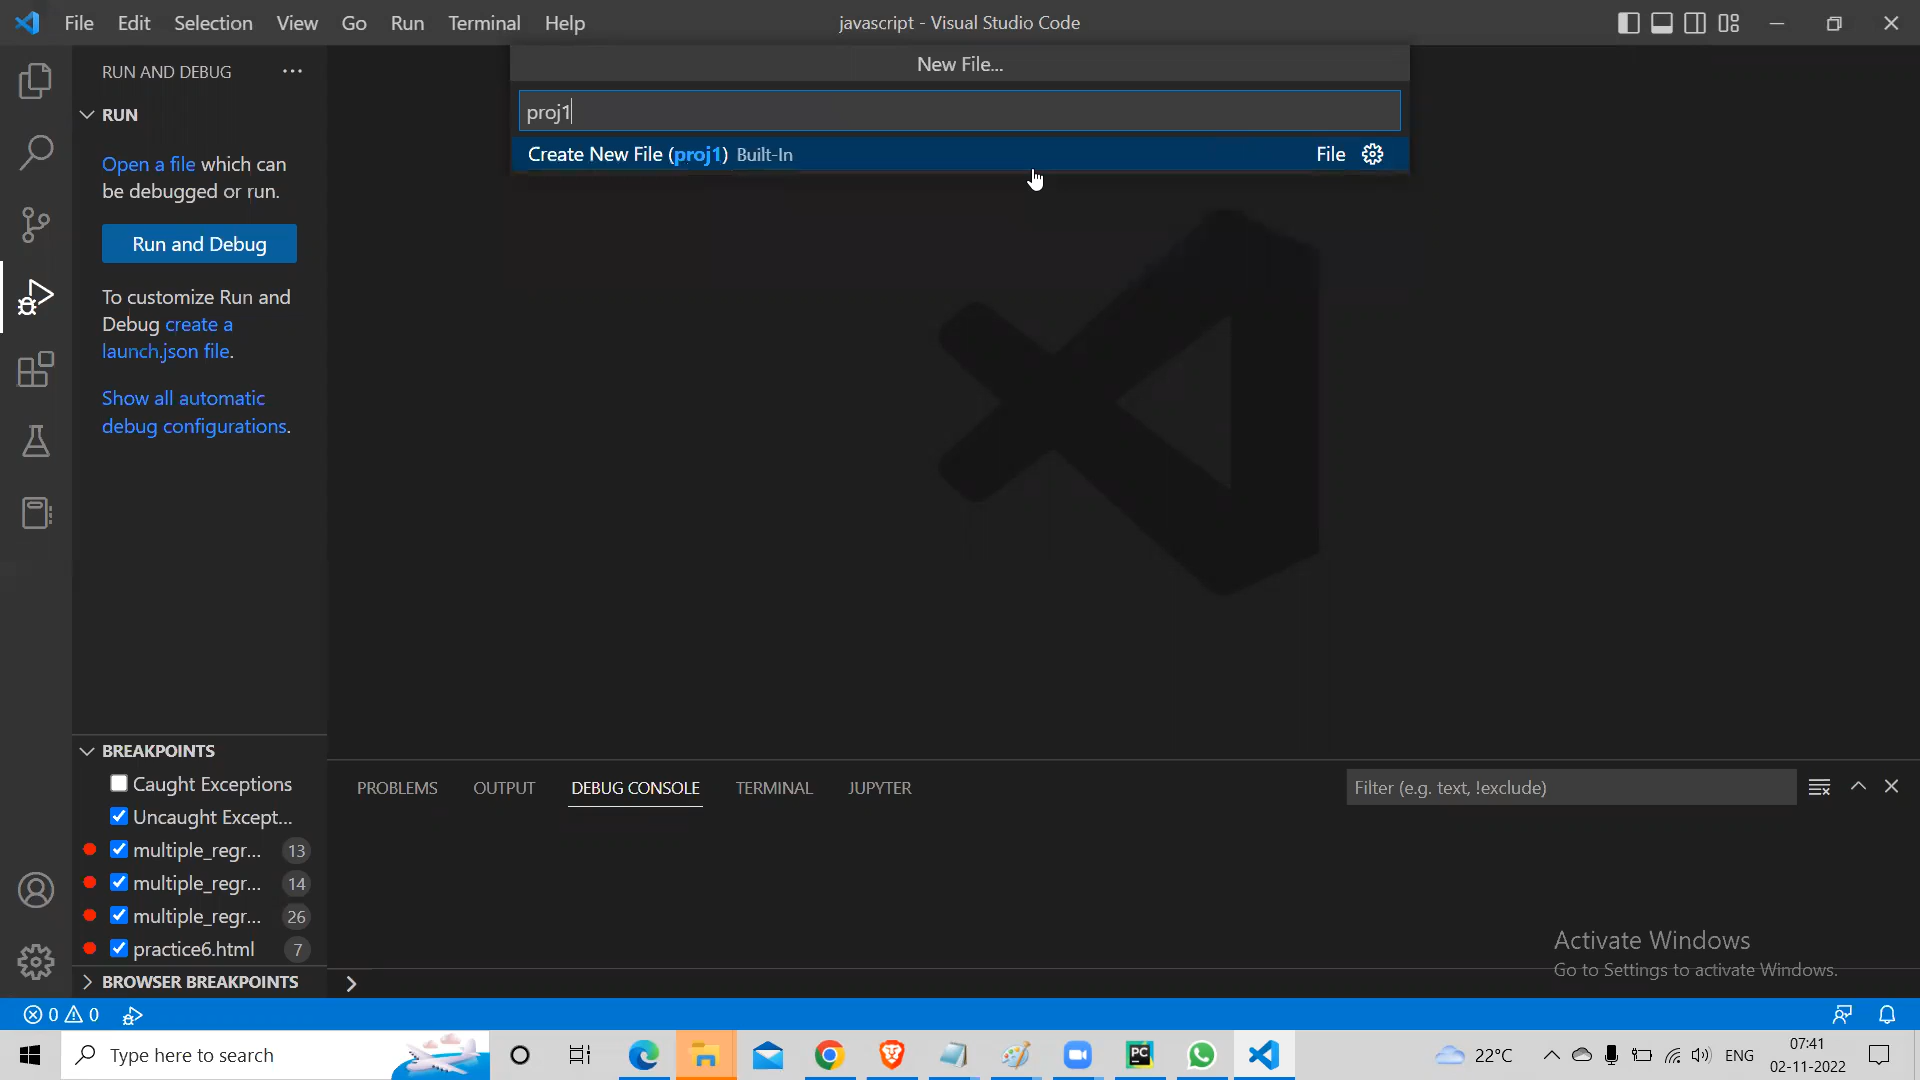 File Edit Selection View Go Run Terminal Help
javascript - Visual Studio Code
New File...
proj1
Create New File (proj1) Built-In
File
RUN AND DEBUG
RUN
Open a file which can
be debugged or run.
Run and Debug
To customize Run and
Debug create a
launch.json file.
Show all automatic
debug configurations.
BREAKPOINTS
Caught Exceptions
Uncaught Except...
multiple_regr... 13
multiple_regr... 14
multiple_regr... 26
practice6.html 7
BROWSER BREAKPOINTS
PROBLEMS OUTPUT DEBUG CONSOLE TERMINAL JUPYTER
Filter (e.g. text, !exclude)
Activate Windows
Go to Settings to activate Windows.
0 0
Type here to search
PC
22°C
ENG
07:41
02-11-2022